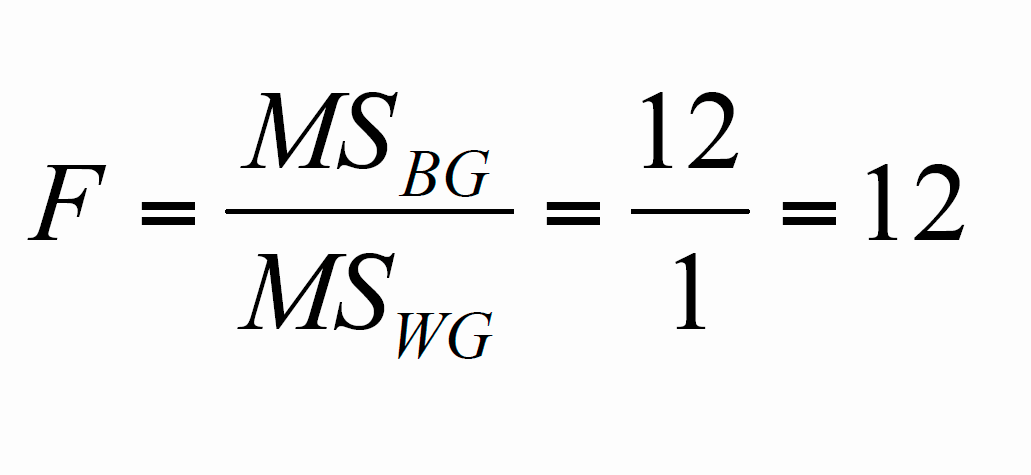 F = MS_BG / MS_WG = 12 / 1 = 12